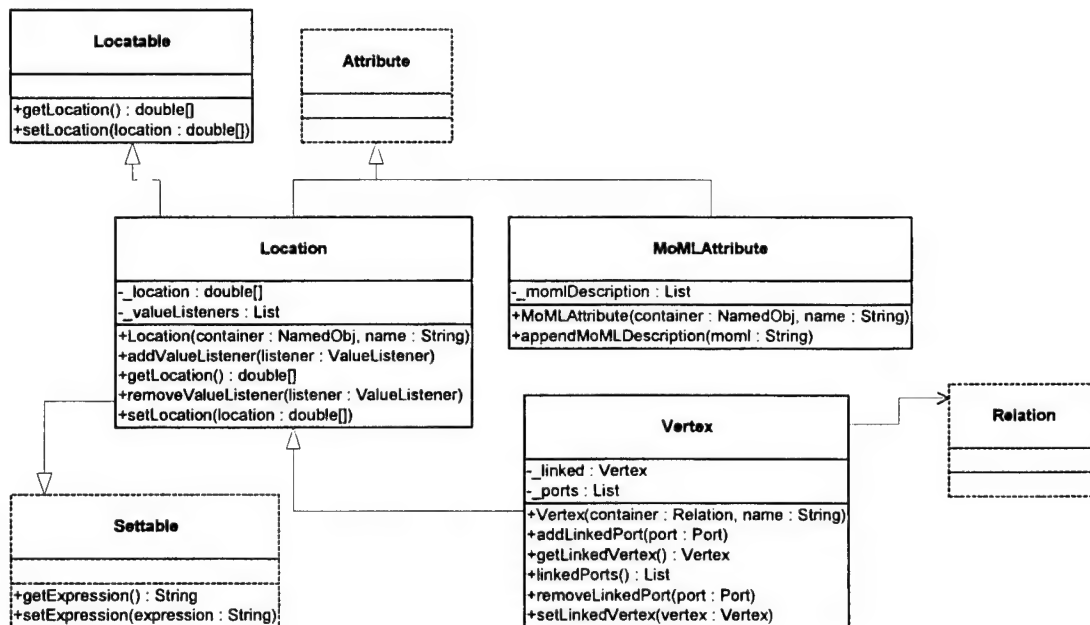 Locatable
+getLocation() : double[]
+setLocation(location : double[])
Attribute
Location
-_location : double[]
-_valueListeners : List
+Location(container : NamedObj, name : String)
+addValueListener(listener : ValueListener)
+getLocation() : double[]
+removeValueListener(listener : ValueListener)
+setLocation(location : double[])
MoMLAttribute
-_momlDescription : List
+MoMLAttribute(container : NamedObj, name : String)
+appendMoMLDescription(moml : String)
Settable
+getExpression() : String
+setExpression(expression : String)
Vertex
-_linked : Vertex
-_ports : List
+Vertex(container : Relation, name : String)
+addLinkedPort(port : Port)
+getLinkedVertex() : Vertex
+linkedPorts() : List
+removeLinkedPort(port : Port)
+setLinkedVertex(vertex : Vertex)
Relation